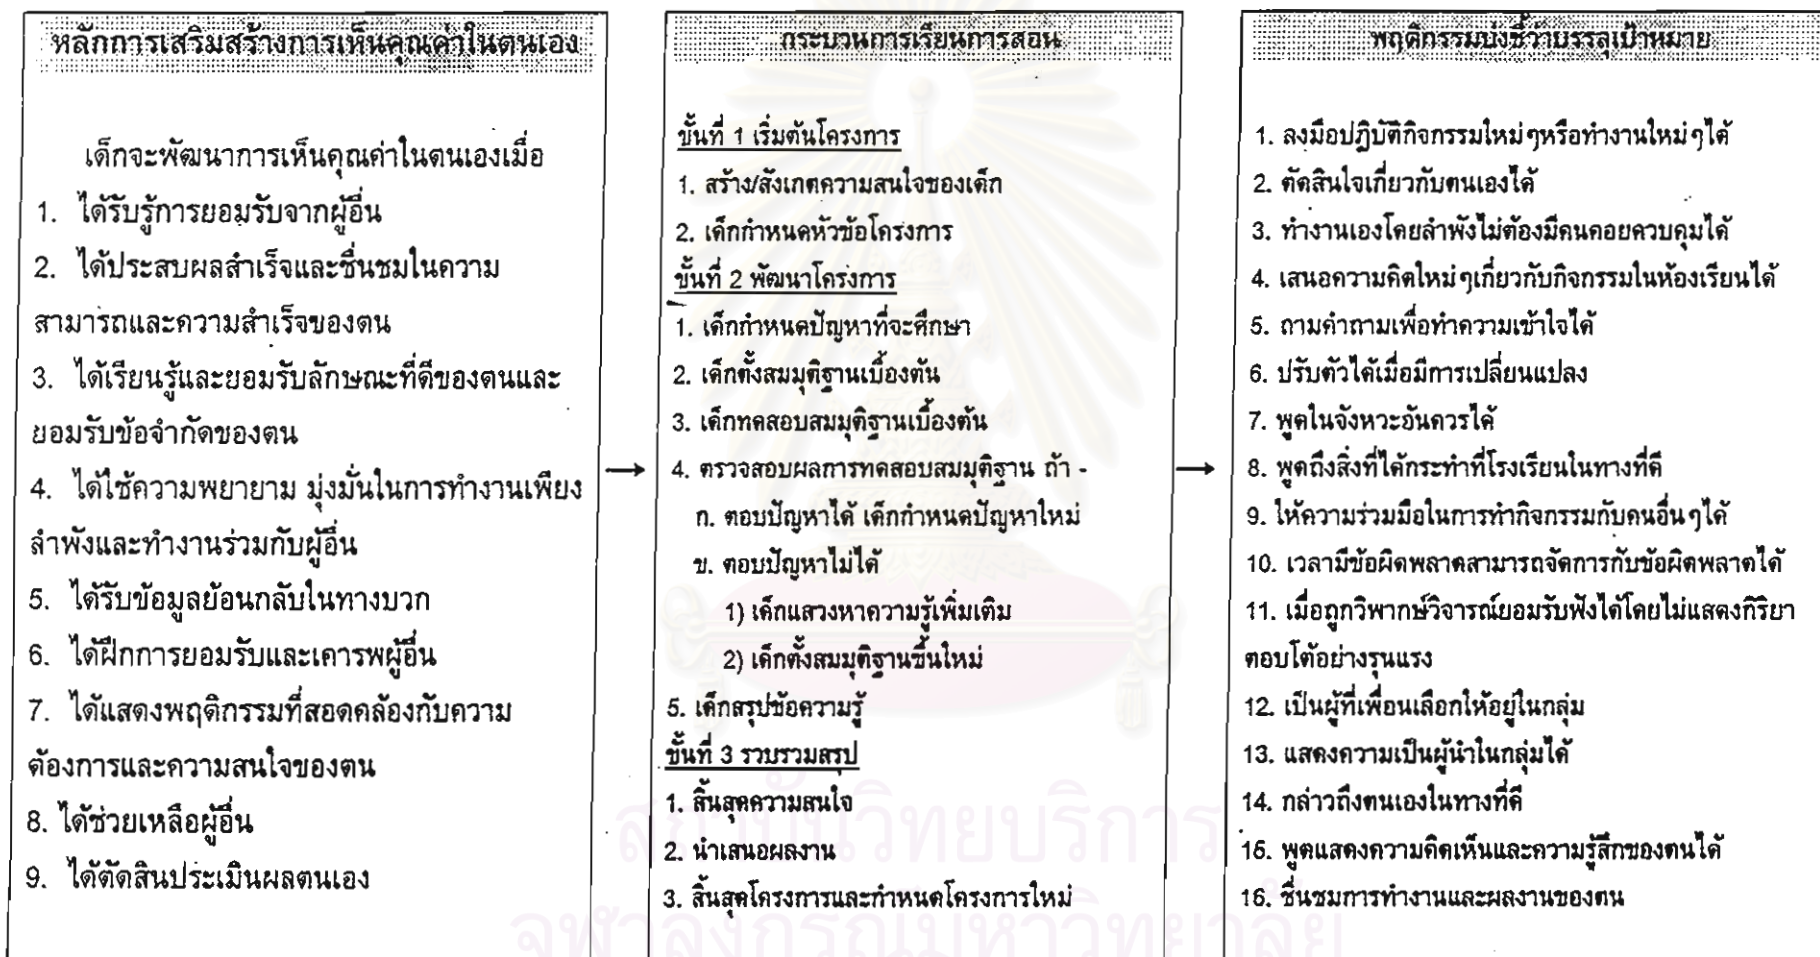 หลักการเสริมสร้างการเห็นคุณค่าในตนเอง
เด็กจะพัฒนาการเห็นคุณค่าในตนเองเมื่อ
1. ได้รับรู้การยอมรับจากผู้อื่น
2. ได้ประสบผลสำเร็จและชื่นชมในความ
สามารถและความสำเร็จของตน
3. ได้เรียนรู้และยอมรับลักษณะที่ดีของตนและ
ยอมรับข้อจำกัดของตน
4. ได้ใช้ความพยายาม มุ่งมั่นในการทำงานเพียง
ลำพังและทำงานร่วมกับผู้อื่น
5. ได้รับข้อมูลย้อนกลับในทางบวก
6. ได้ฝึกการยอมรับและเคารพผู้อื่น
7. ได้แสดงพฤติกรรมที่สอดคล้องกับความ
ต้องการและความสนใจของตน
8. ได้ช่วยเหลือผู้อื่น
9. ได้ตัดสินประเมินผลตนเอง
กระบวนการเรียนการสอน
ขั้นที่ 1 เริ่มต้นโครงการ
1. สร้าง/สังเกตความสนใจของเด็ก
2. เด็กกำหนดหัวข้อโครงการ
ขั้นที่ 2 พัฒนาโครงการ
1. เด็กกำหนดปัญหาที่จะศึกษา
2. เด็กตั้งสมมุติฐานเบื้องต้น
3. เด็กทดสอบสมมุติฐานเบื้องต้น
4. ตรวจสอบผลการทดสอบสมมุติฐาน ถ้า -
ก. ตอบปัญหาได้ เด็กกำหนดปัญหาใหม่
ข. ตอบปัญหาไม่ได้
1) เด็กแสวงหาความรู้เพิ่มเติม
2) เด็กตั้งสมมุติฐานขึ้นใหม่
5. เด็กสรุปข้อความรู้
ขั้นที่ 3 รวบรวมสรุป
1. สิ้นสุดความสนใจ
2. นำเสนอผลงาน
3. สิ้นสุดโครงการและกำหนดโครงการใหม่
พฤติกรรมบ่งชี้ว่าบรรลุเป้าหมาย
1. ลงมือปฏิบัติกิจกรรมใหม่ๆหรือทำงานใหม่ๆได้
2. ตัดสินใจเกี่ยวกับตนเองได้
3. ทำงานเองโดยลำพังไม่ต้องมีคนคอยควบคุมได้
4. เสนอความคิดใหม่ๆเกี่ยวกับกิจกรรมในห้องเรียนได้
5. ถามคำถามเพื่อทำความเข้าใจได้
6. ปรับตัวได้เมื่อมีการเปลี่ยนแปลง
7. พูดในจังหวะอันควรได้
8. พูดถึงสิ่งที่ได้กระทำที่โรงเรียนในทางที่ดี
9. ให้ความร่วมมือในการทำกิจกรรมกับคนอื่นๆได้
10. เวลามีข้อผิดพลาดสามารถจัดการกับข้อผิดพลาดได้
11. เมื่อถูกวิพากษ์วิจารณ์ยอมรับฟังได้โดยไม่แสดงกิริยา
ตอบโต้อย่างรุนแรง
12. เป็นผู้ที่เพื่อนเลือกให้อยู่ในกลุ่ม
13. แสดงความเป็นผู้นำในกลุ่มได้
14. กล่าวถึงตนเองในทางที่ดี
15. พูดแสดงความคิดเห็นและความรู้สึกของตนได้
16. ชื่นชมการทำงานและผลงานของตน
สถาบันวิทยบริการ
จุฬาลงกรณ์มหาวิทยาลัย